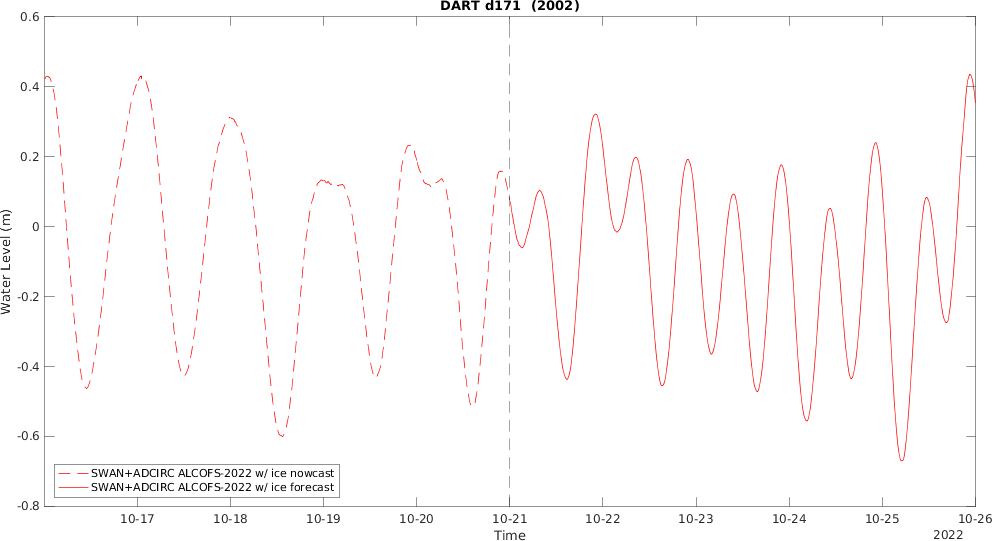 DART d171 (2002)
0.6
0.4
0.2
0
-0.2
-0.4
-0.6
-0.8
Water Level (m)
SWAN+ADCIRC ALCOFS-2022 w/ ice nowcast
SWAN+ADCIRC ALCOFS-2022 w/ ice forecast
10-17 10-18 10-19 10-20 10-21 10-22 10-23 10-24 10-25 10-26
Time
2022